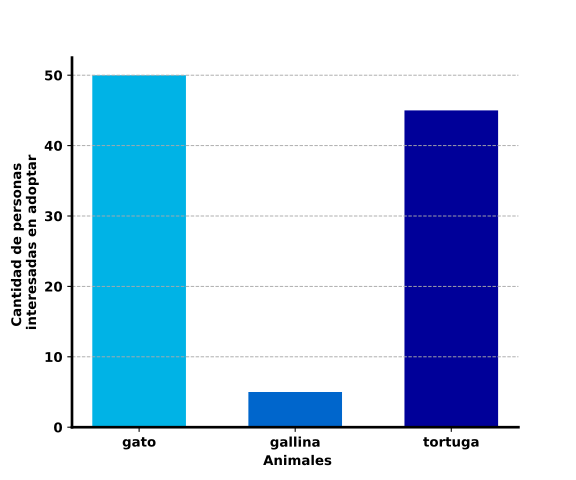 Cantidad de personas
interesadas en adoptar
50
40
30
20
10
0
gato
gallina
tortuga
Animales